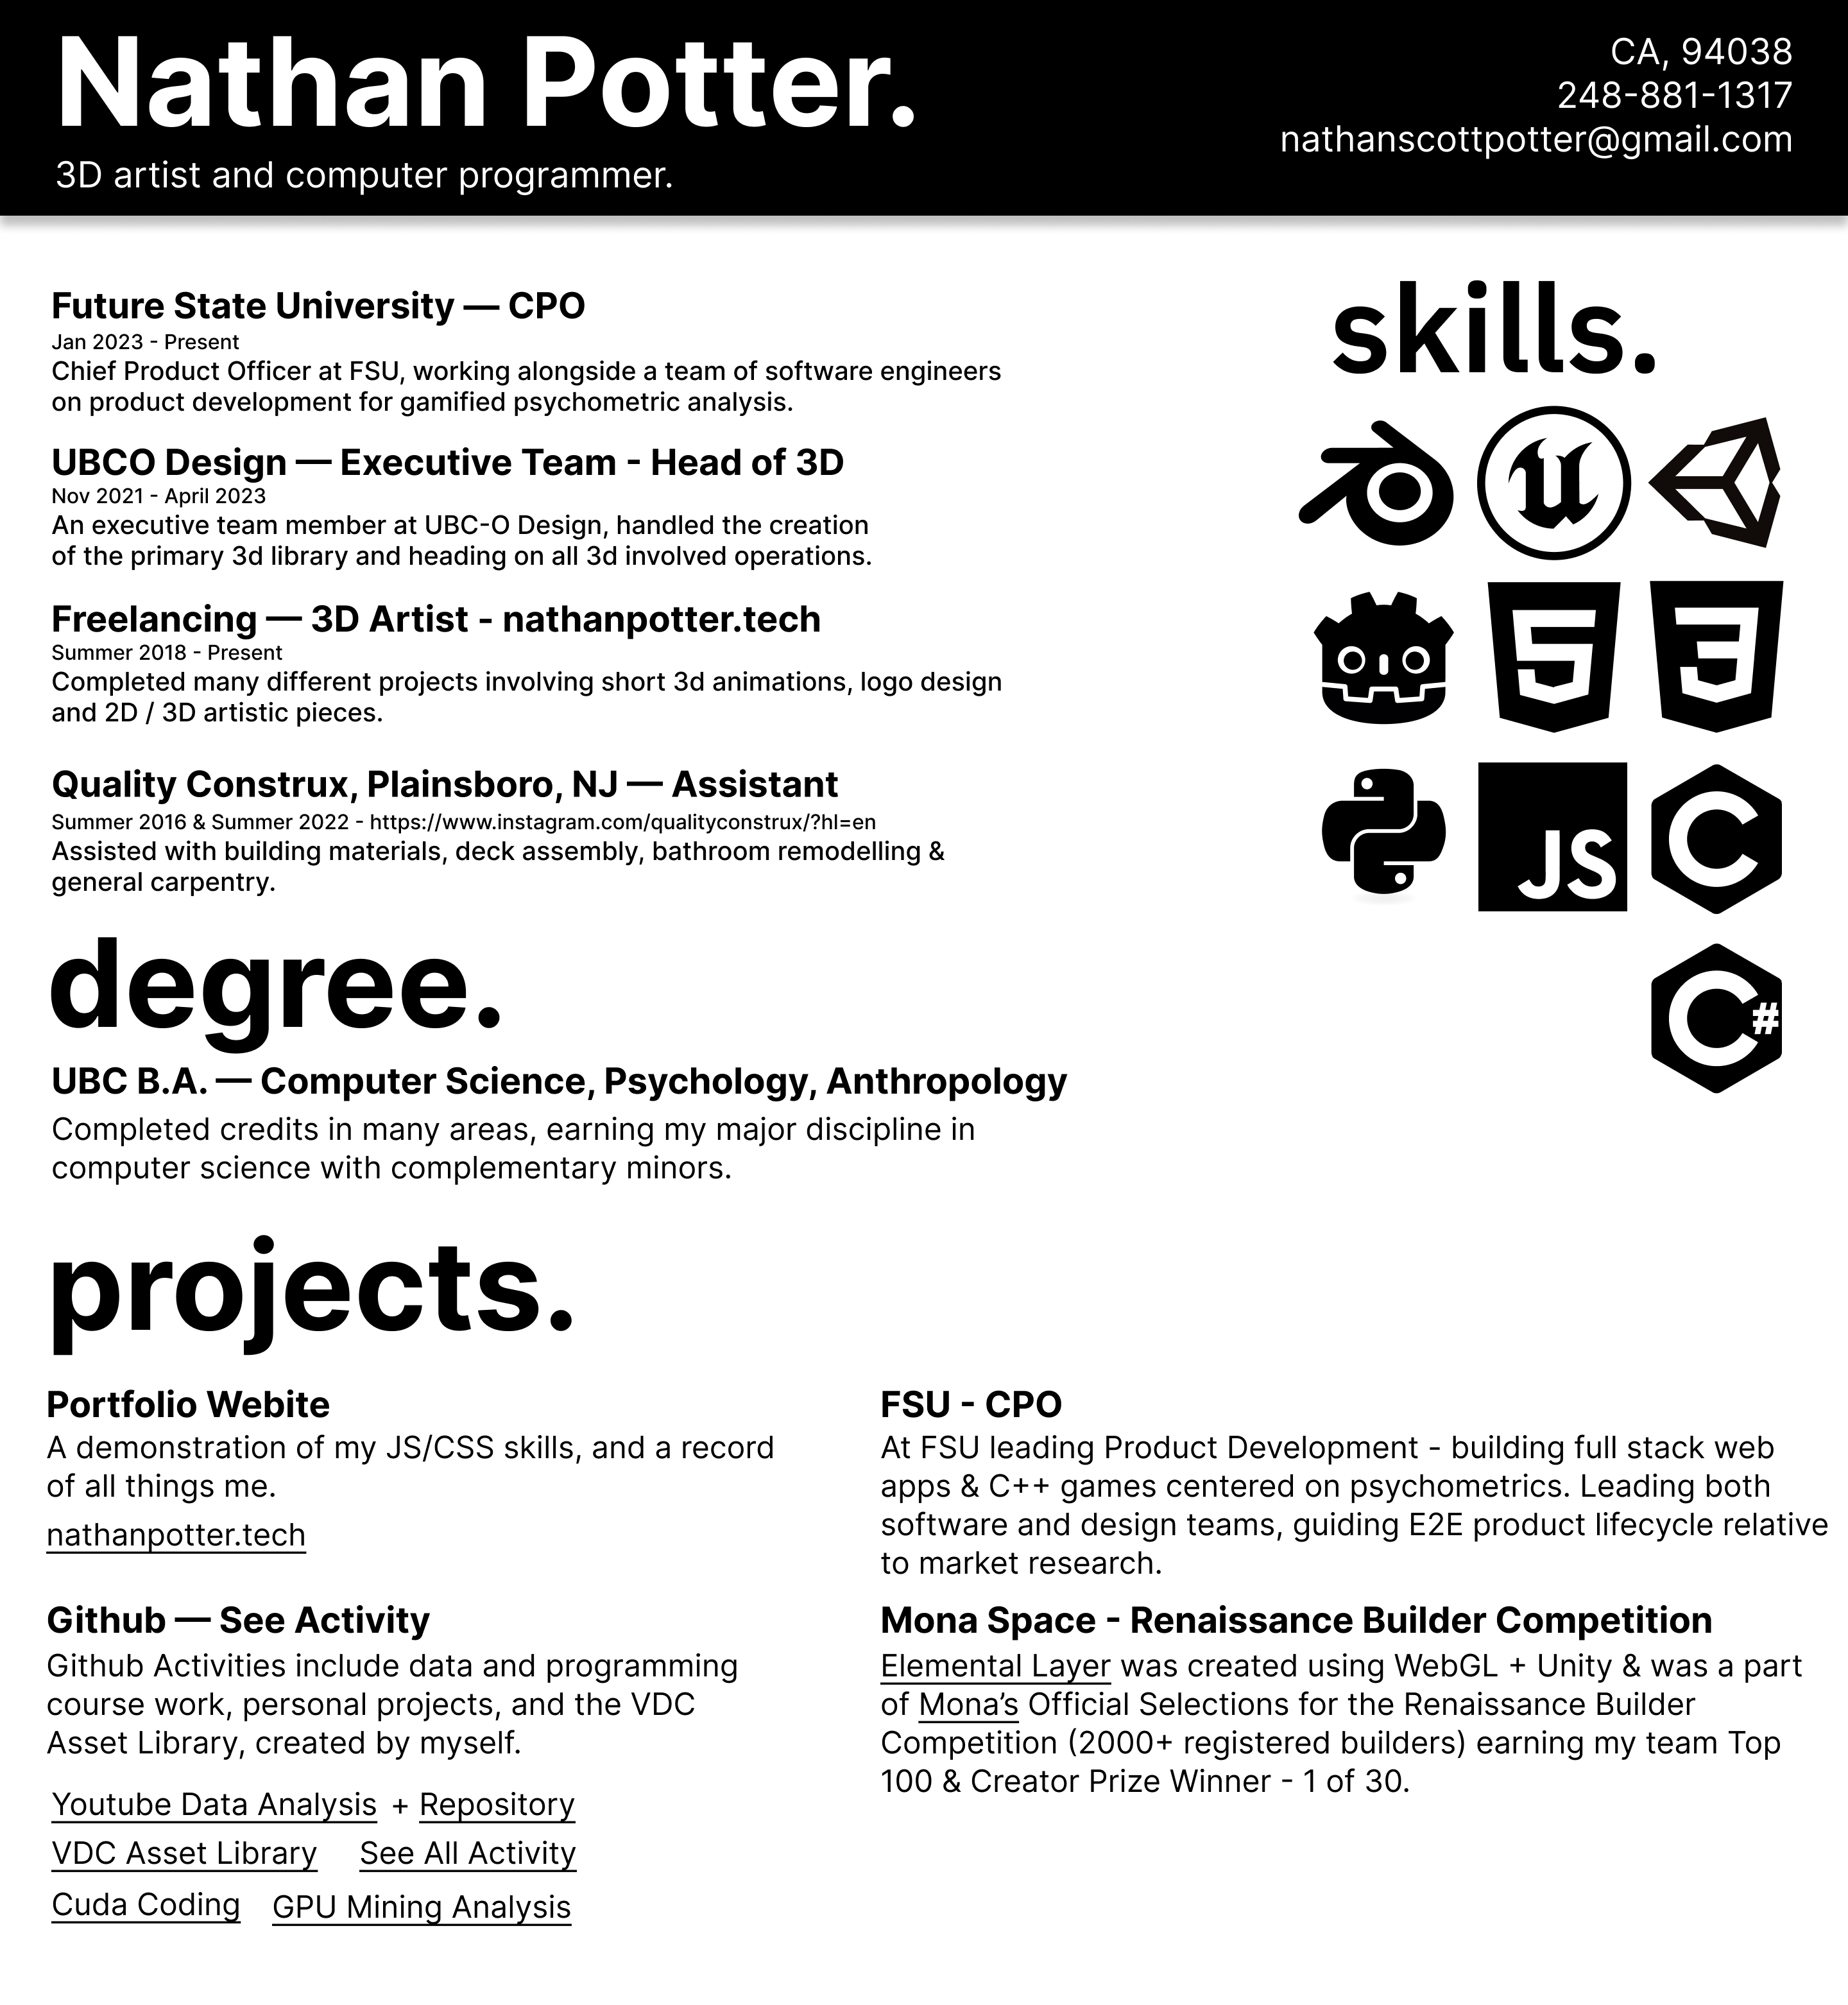 Nathan Potter.
3D artist and computer programmer.
CA, 94038
248-881-1317
nathanscottpotter@gmail.com
Future State University — CPO
Jan 2023 - Present
Chief Product Officer at FSU, working alongside a team of software engineers
on product development for gamified psychometric analysis.
UBCO Design — Executive Team - Head of 3D
Nov 2021 - April 2023
An executive team member at UBC-O Design, handled the creation
of the primary 3d library and heading on all 3d involved operations.
Freelancing — 3D Artist - nathanpotter.tech
Summer 2018 - Present
Completed many different projects involving short 3d animations, logo design
and 2D / 3D artistic pieces.
Quality Construx, Plainsboro, NJ — Assistant
Summer 2016 & Summer 2022 - https://www.instagram.com/qualityconstrux/?hl=en
Assisted with building materials, deck assembly, bathroom remodelling &
general carpentry.
skills.
U
5
3
JS
C
C#
degree.
UBC B.A. — Computer Science, Psychology, Anthropology
Completed credits in many areas, earning my major discipline in
computer science with complementary minors.
projects.
Portfolio Webite
A demonstration of my JS/CSS skills, and a record
of all things me.
nathanpotter.tech
Github — See Activity
Github Activities include data and programming
course work, personal projects, and the VDC
Asset Library, created by myself.
Youtube Data Analysis + Repository
VDC Asset Library See All Activity
Cuda Coding GPU Mining Analysis
FSU - CPO
At FSU leading Product Development - building full stack web
apps & C++ games centered on psychometrics. Leading both
software and design teams, guiding E2E product lifecycle relative
to market research.
Mona Space - Renaissance Builder Competition
Elemental Layer was created using WebGL + Unity & was a part
of Mona’s Official Selections for the Renaissance Builder
Competition (2000+ registered builders) earning my team Top
100 & Creator Prize Winner - 1 of 30.